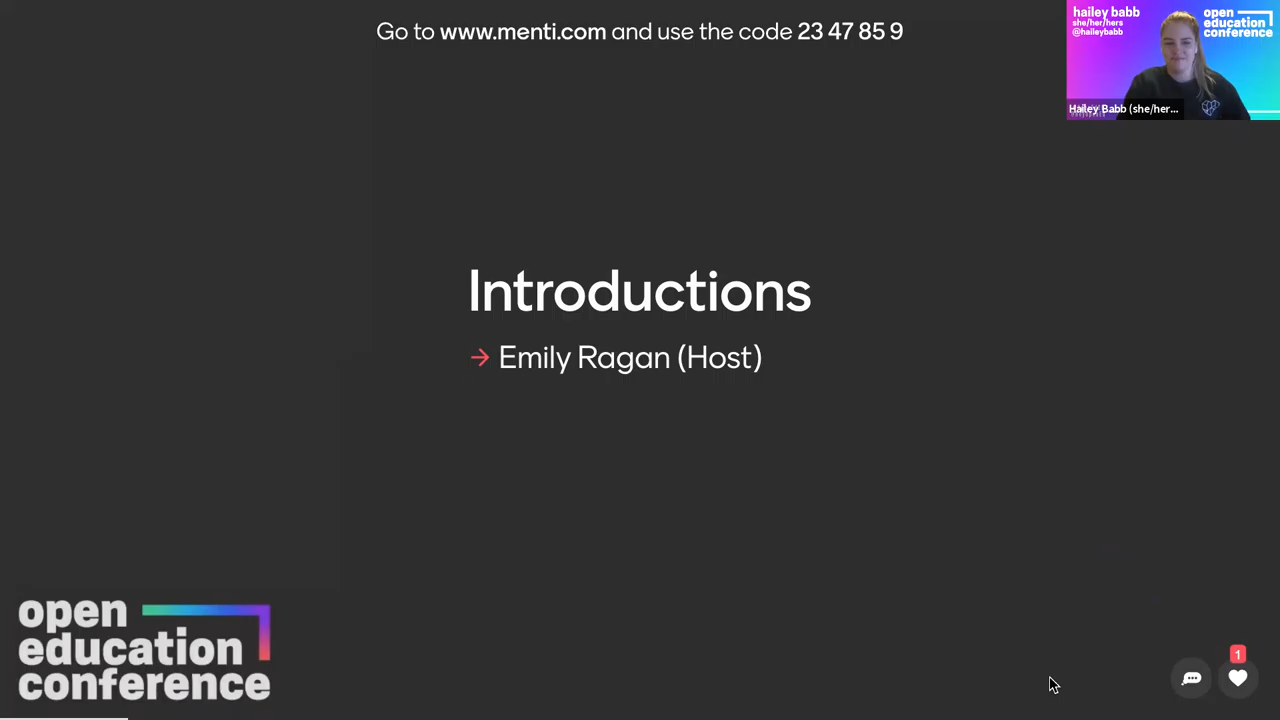 Go to www.menti.com and use the code 23 47 85 9
hailey babb
she/her/hers
@haileybabb
open
education
conference
Hailey Babb (she/her...
Introductions
→ Emily Ragan (Host)
open
education
conference
1